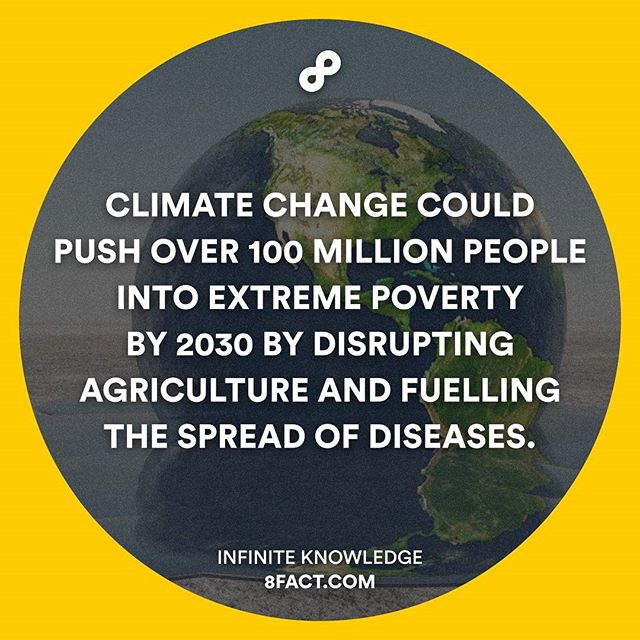 CLIMATE CHANGE COULD
PUSH OVER 100 MILLION PEOPLE
INTO EXTREME POVERTY
BY 2030 BY DISRUPTING
AGRICULTURE AND FUELLING
THE SPREAD OF DISEASES.
INFINITE KNOWLEDGE
8FACT.COM